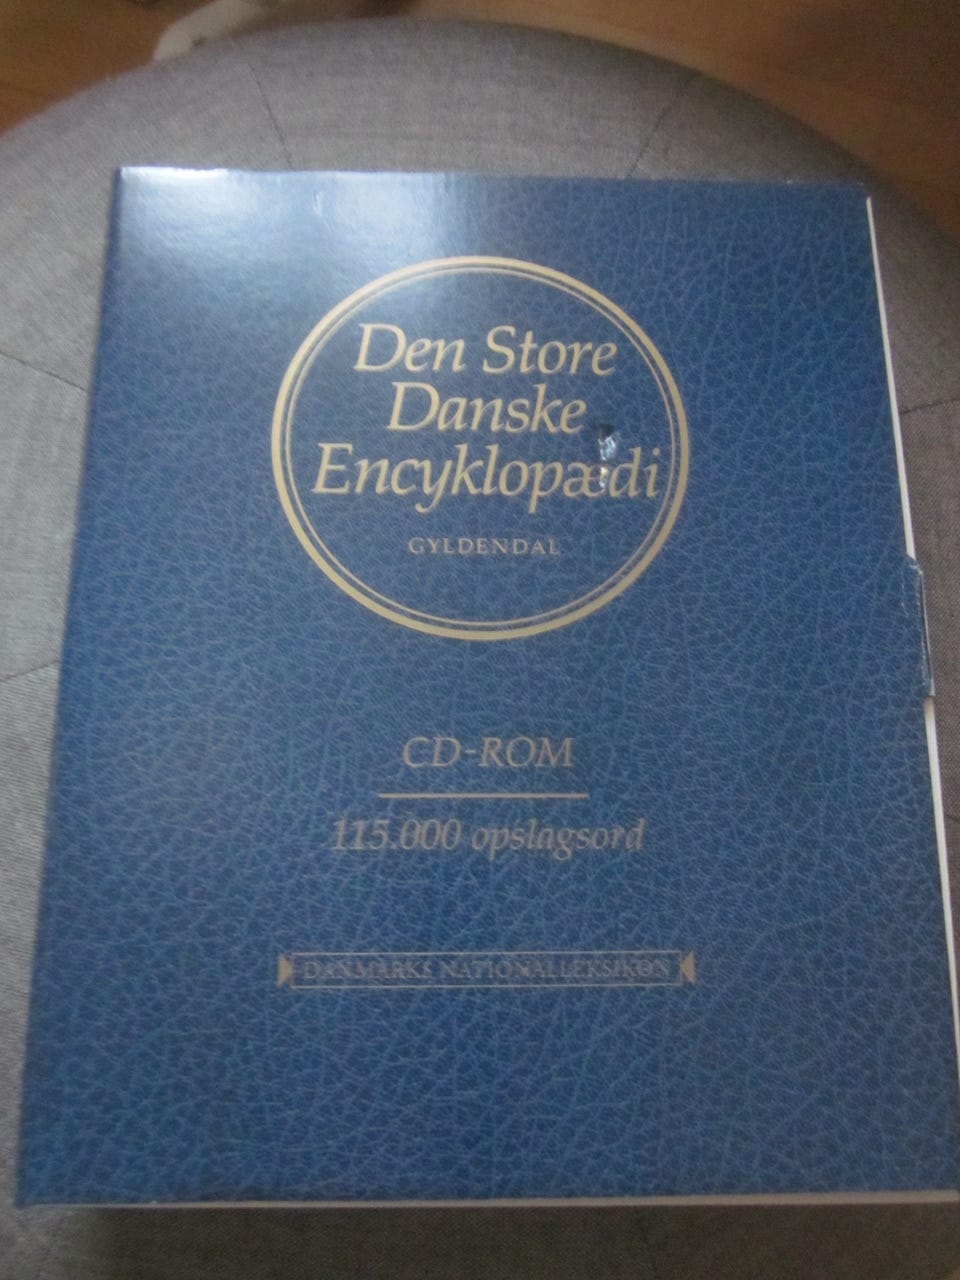 Den Store
Danske
Encyklopædi
GYLDENDAL
CD-ROM
115.000 opslagsord
DANMARKS NATIONALLEKSIKON